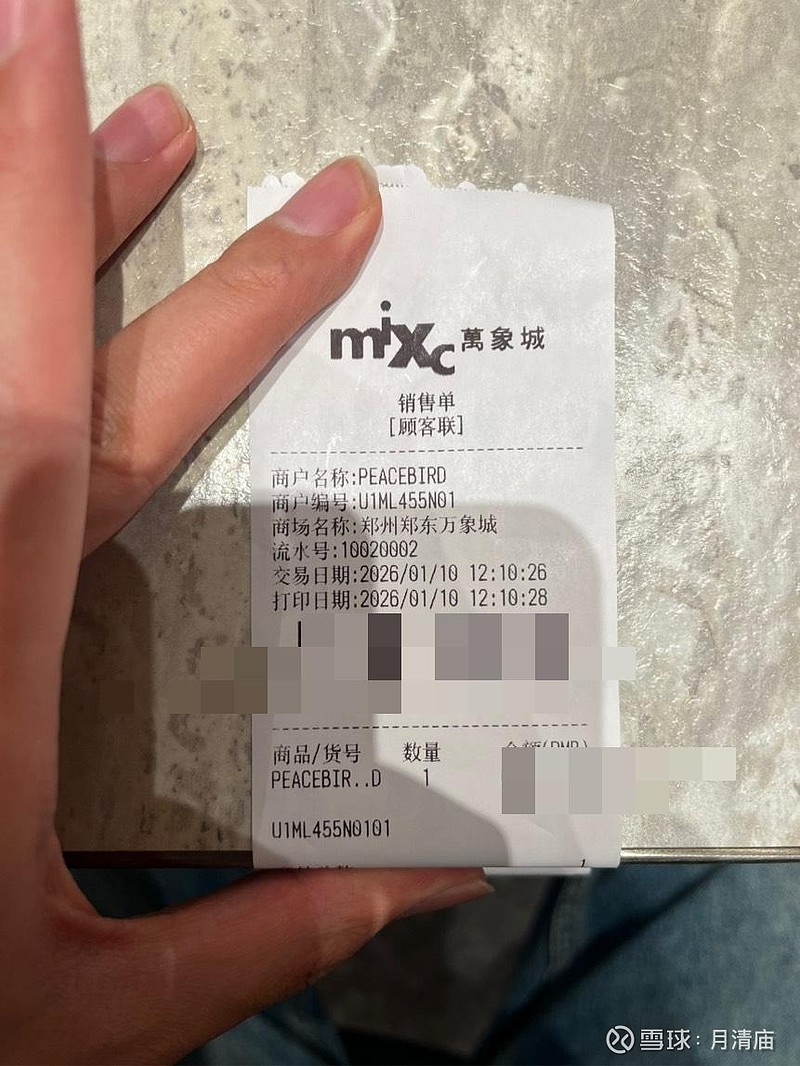 mixc 萬象城
销售单
[顾客联]
商户名称:PEACEBIRD
商户编号:U1ML455N01
商场名称:郑州郑东万象城
流水号:10020002
交易日期:2026/01/10 12:10:26
打印日期:2026/01/10 12:10:28
商品/货号 数量
PEACEBIR..D 1
U1ML455N0101
雪球:月清庙